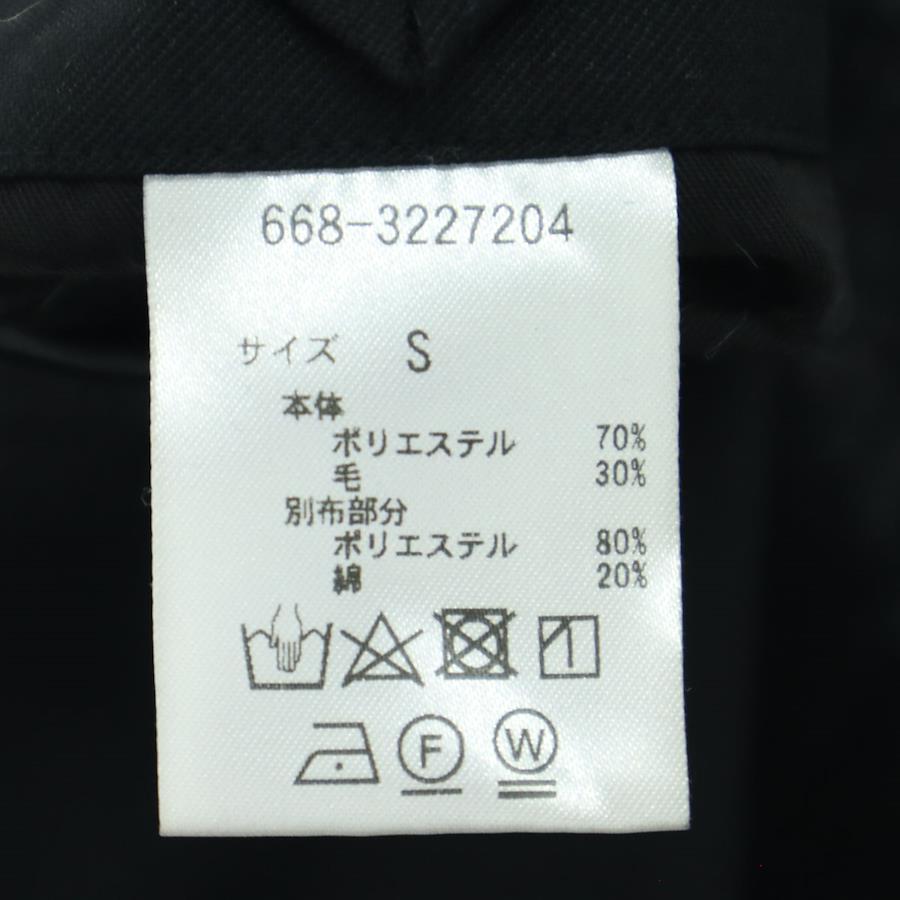 668-3227204
サイズ S
本体
ポリエステル 70%
毛 30%
別布部分
ポリエステル 80%
綿 20%
F W